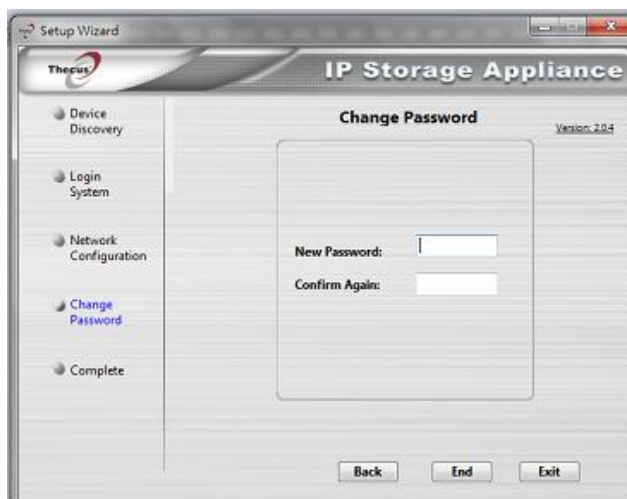 Setup Wizard
Thecus
IP Storage Appliance
Device
Discovery
Login
System
Network
Configuration
Change
Password
Complete
Change Password
Version: 2.0.4
New Password:
Confirm Again:
Back End Exit